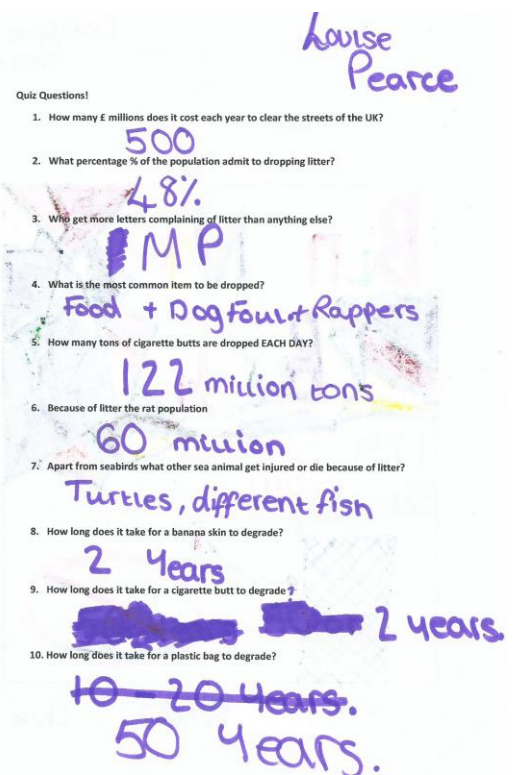 Louise
Pearce
Quiz Questions!
1. How many £ millions does it cost each year to clear the streets of the UK?
500
2. What percentage % of the population admit to dropping litter?
48%
3. Who get more letters complaining of litter than anything else?
MP
4. What is the most common item to be dropped?
Food + Dog Foul + Rappers
5. How many tons of cigarette butts are dropped EACH DAY?
122 million tons
6. Because of litter the rat population
60 million
7. Apart from seabirds what other sea animal get injured or die because of litter?
Turtles, different fish
8. How long does it take for a banana skin to degrade?
2 Years
9. How long does it take for a cigarette butt to degrade?
2 years.
10. How long does it take for a plastic bag to degrade?
10 - 20 Years.
50 Years.